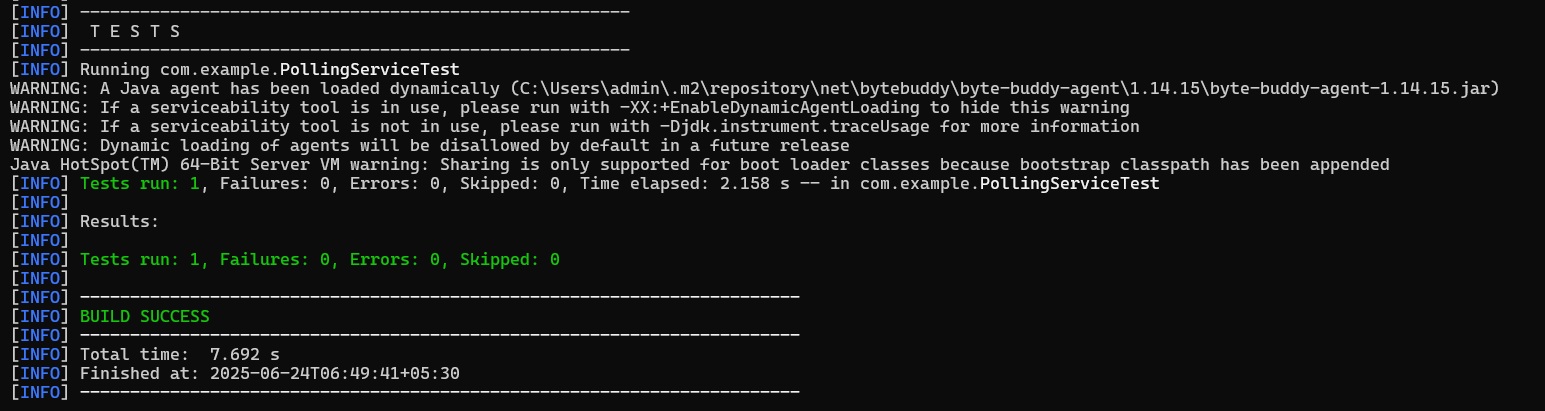 [INFO] -------------------------------------------------------
[INFO]  T E S T S
[INFO] -------------------------------------------------------
[INFO] Running com.example.PollingServiceTest
WARNING: A Java agent has been loaded dynamically (C:\Users\admin\.m2\repository\net\bytebuddy\byte-buddy-agent\1.14.15\byte-buddy-agent-1.14.15.jar)
WARNING: If a serviceability tool is in use, please run with -XX:+EnableDynamicAgentLoading to hide this warning
WARNING: If a serviceability tool is not in use, please run with -Djdk.instrument.traceUsage for more information
WARNING: Dynamic loading of agents will be disallowed by default in a future release
Java HotSpot(TM) 64-Bit Server VM warning: Sharing is only supported for boot loader classes because bootstrap classpath has been appended
[INFO] Tests run: 1, Failures: 0, Errors: 0, Skipped: 0, Time elapsed: 2.158 s -- in com.example.PollingServiceTest
[INFO]
[INFO] Results:
[INFO]
[INFO] Tests run: 1, Failures: 0, Errors: 0, Skipped: 0
[INFO]
[INFO] ------------------------------------------------------------------------
[INFO] BUILD SUCCESS
[INFO] ------------------------------------------------------------------------
[INFO] Total time:  7.692 s
[INFO] Finished at: 2025-06-24T06:49:41+05:30
[INFO] ------------------------------------------------------------------------